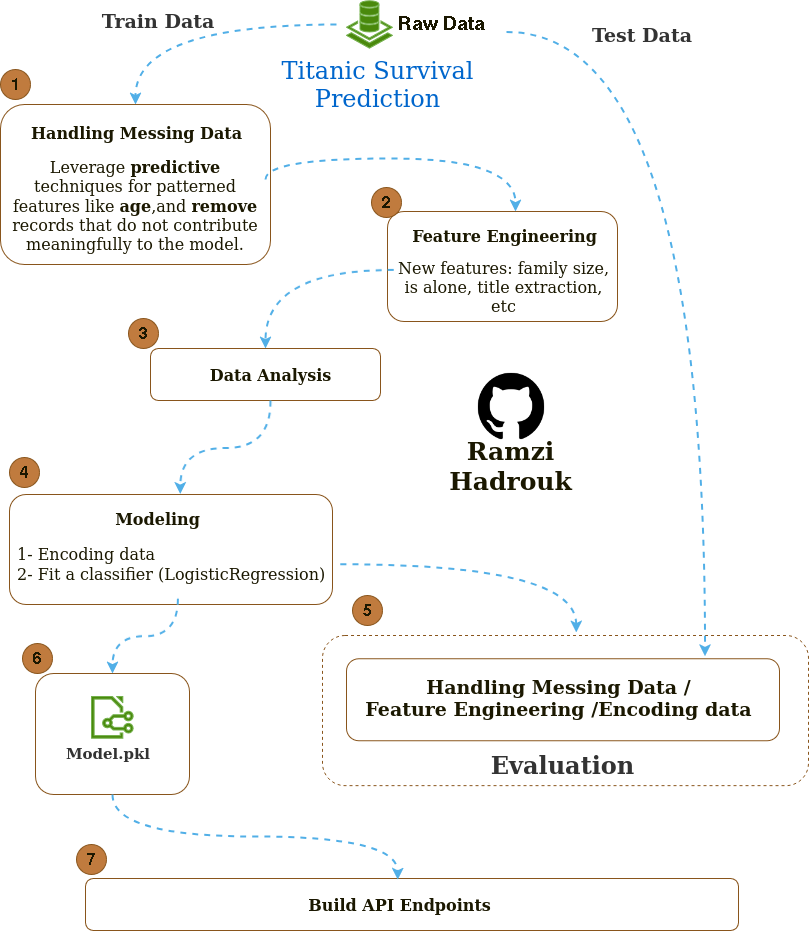 Train Data
Raw Data
Test Data
Titanic Survival
Prediction
1
Handling Messing Data
Leverage predictive
techniques for patterned
features like age,and remove
records that do not contribute
meaningfully to the model.
2
Feature Engineering
New features: family size,
is alone, title extraction,
etc
3
Data Analysis
Ramzi
Hadrouk
4
Modeling
1- Encoding data
2- Fit a classifier (LogisticRegression)
5
Handling Messing Data /
Feature Engineering /Encoding data
Evaluation
6
Model.pkl
7
Build API Endpoints